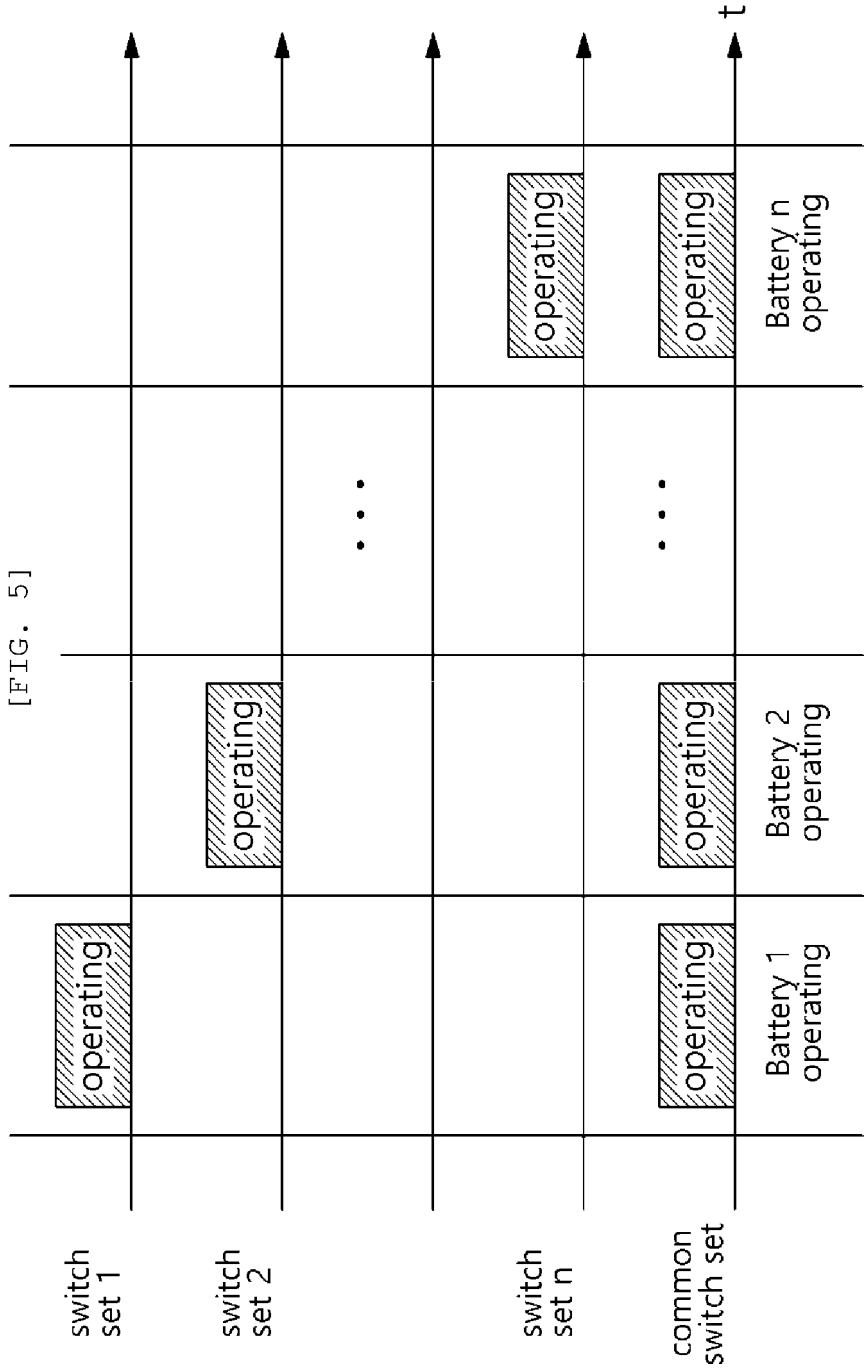 [FIG. 5]
switch
set 1
operating
switch
set 2
operating
switch
set n
operating
common
switch set
operating
operating
operating
t
Battery 1
operating
Battery 2
operating
Battery n
operating